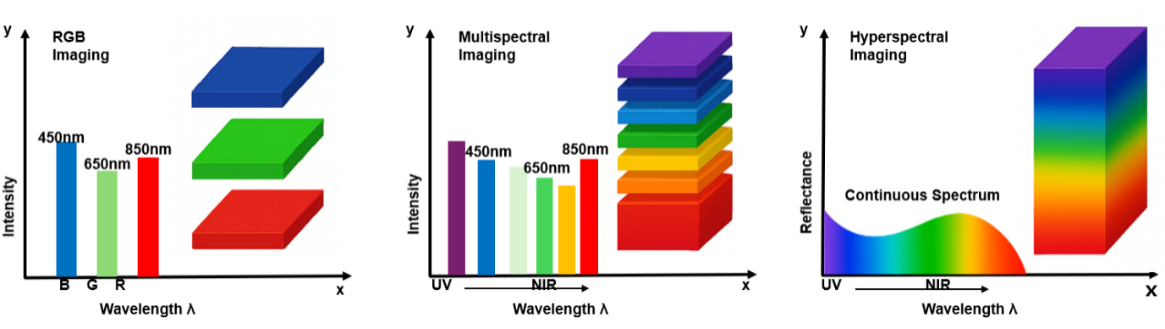 y
RGB
Imaging
450nm
650nm
850nm
Intensity
B G R
x
Wavelength λ
y
Multispectral
Imaging
450nm
650nm
850nm
Intensity
UV
NIR
x
Wavelength λ
y
Hyperspectral
Imaging
Continuous Spectrum
Reflectance
UV
NIR
X
Wavelength λ